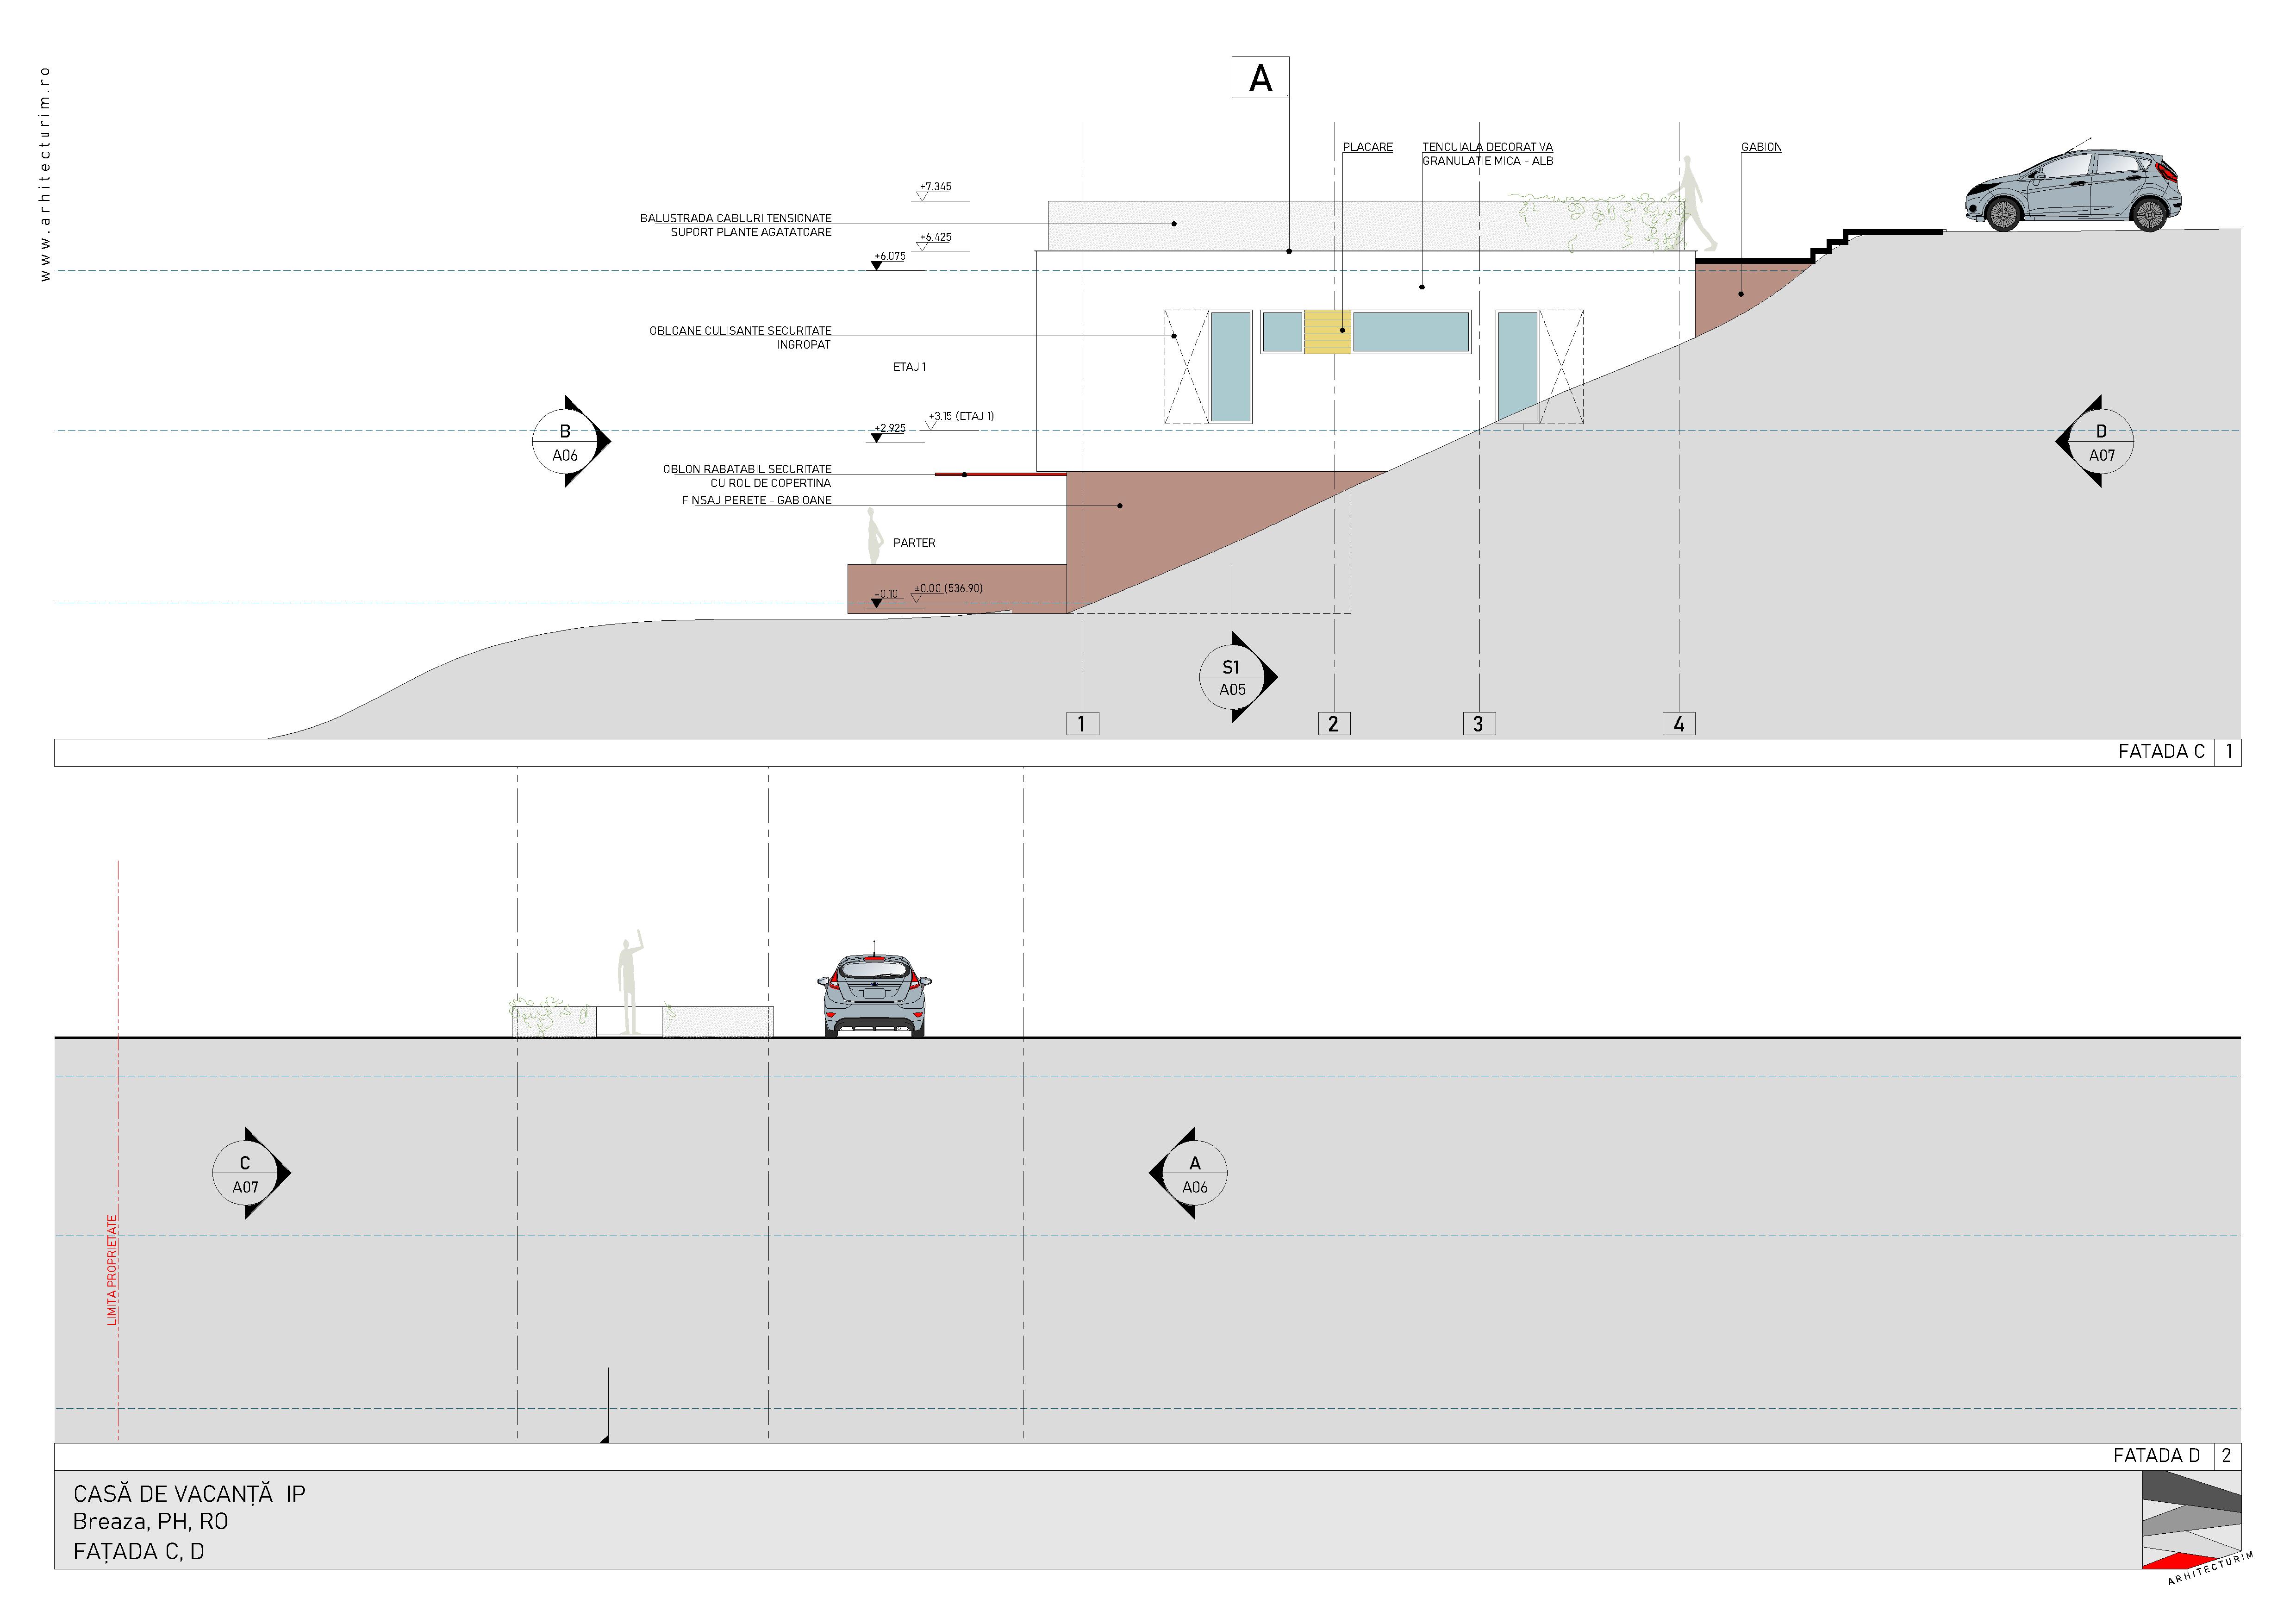 www.arhitecturim.ro
A
PLACARE
TENCUIALA DECORATIVA
GRANULATIE MICA - ALB
GABION
+7.345
BALUSTRADA CABLURI TENSIONATE
SUPORT PLANTE AGATATOARE
+6.425
+6.075
OBLOANE CULISANTE SECURITATE
INGROPAT
ETAJ 1
+3.15 (ETAJ 1)
+2.925
B
A06
D
A07
OBLON RABATABIL SECURITATE
CU ROL DE COPERTINA
FINSAJ PERETE - GABIOANE
PARTER
±0.00 (536.90)
-0.10
S1
A05
1
2
3
4
FATADA C
1
C
A07
A
A06
LIMITA PROPRIETATE
FATADA D
2
CASĂ DE VACANȚĂ IP
Breaza, PH, RO
FAȚADA C, D
ARHITECTURIM